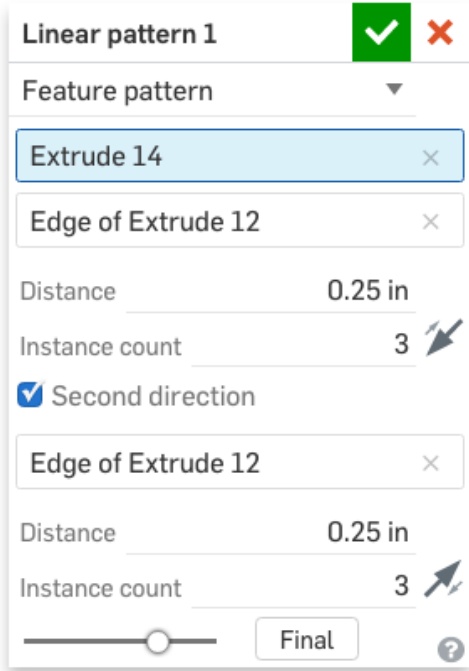 Linear pattern 1
Feature pattern
Extrude 14
Edge of Extrude 12
Distance 0.25 in
Instance count 3
Second direction
Edge of Extrude 12
Distance 0.25 in
Instance count 3
Final ?